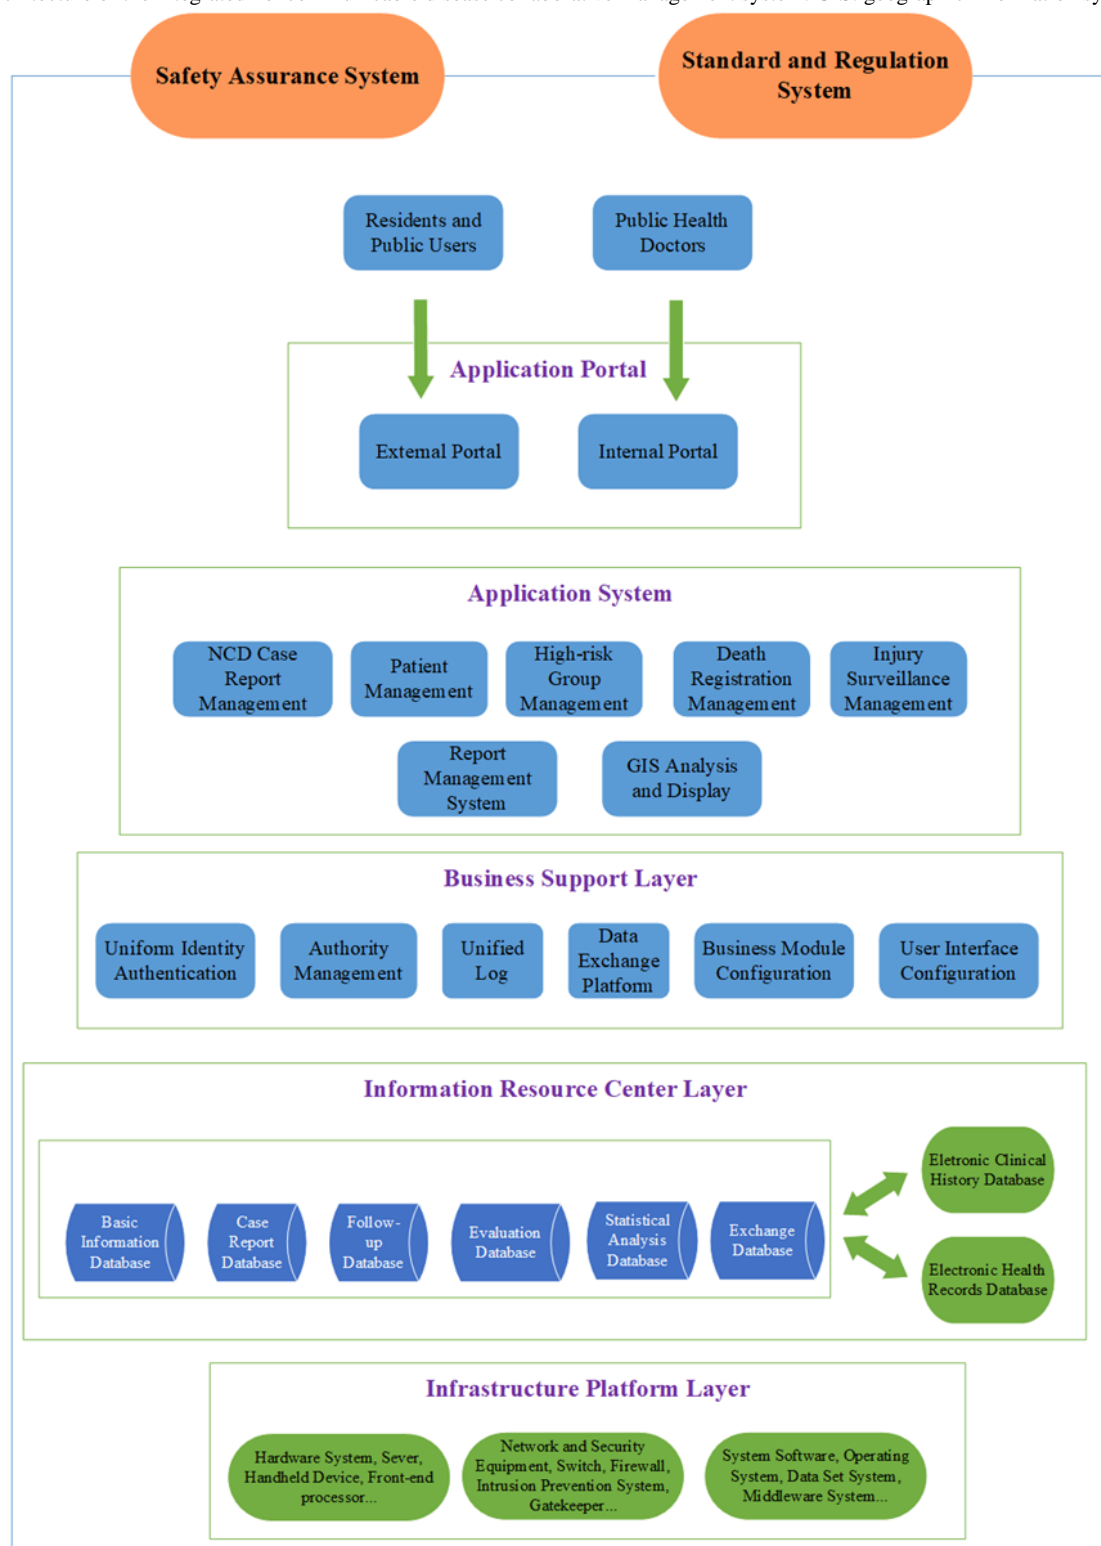 Safety Assurance System
Standard and Regulation
System
Residents and
Public Users
Public Health
Doctors
Application Portal
External Portal
Internal Portal
Application System
NCD Case
Report
Management
Patient
Management
High-risk
Group
Management
Death
Registration
Management
Injury
Surveillance
Management
Report
Management
System
GIS Analysis
and Display
Business Support Layer
Uniform Identity
Authentication
Authority
Management
Unified
Log
Data
Exchange
Platform
Business Module
Configuration
User Interface
Configuration
Information Resource Center Layer
Basic
Information
Database
Case
Report
Database
Follow-
up
Database
Evaluation
Database
Statistical
Analysis
Database
Exchange
Database
Eletronic Clinical
History Database
Electronic Health
Records Database
Infrastructure Platform Layer
Hardware System, Sever,
Handheld Device, Front-end
processor...
Network and Security
Equipment, Switch, Firewall,
Intrusion Prevention System,
Gatekeeper...
System Software, Operating
System, Data Set System,
Middleware System...